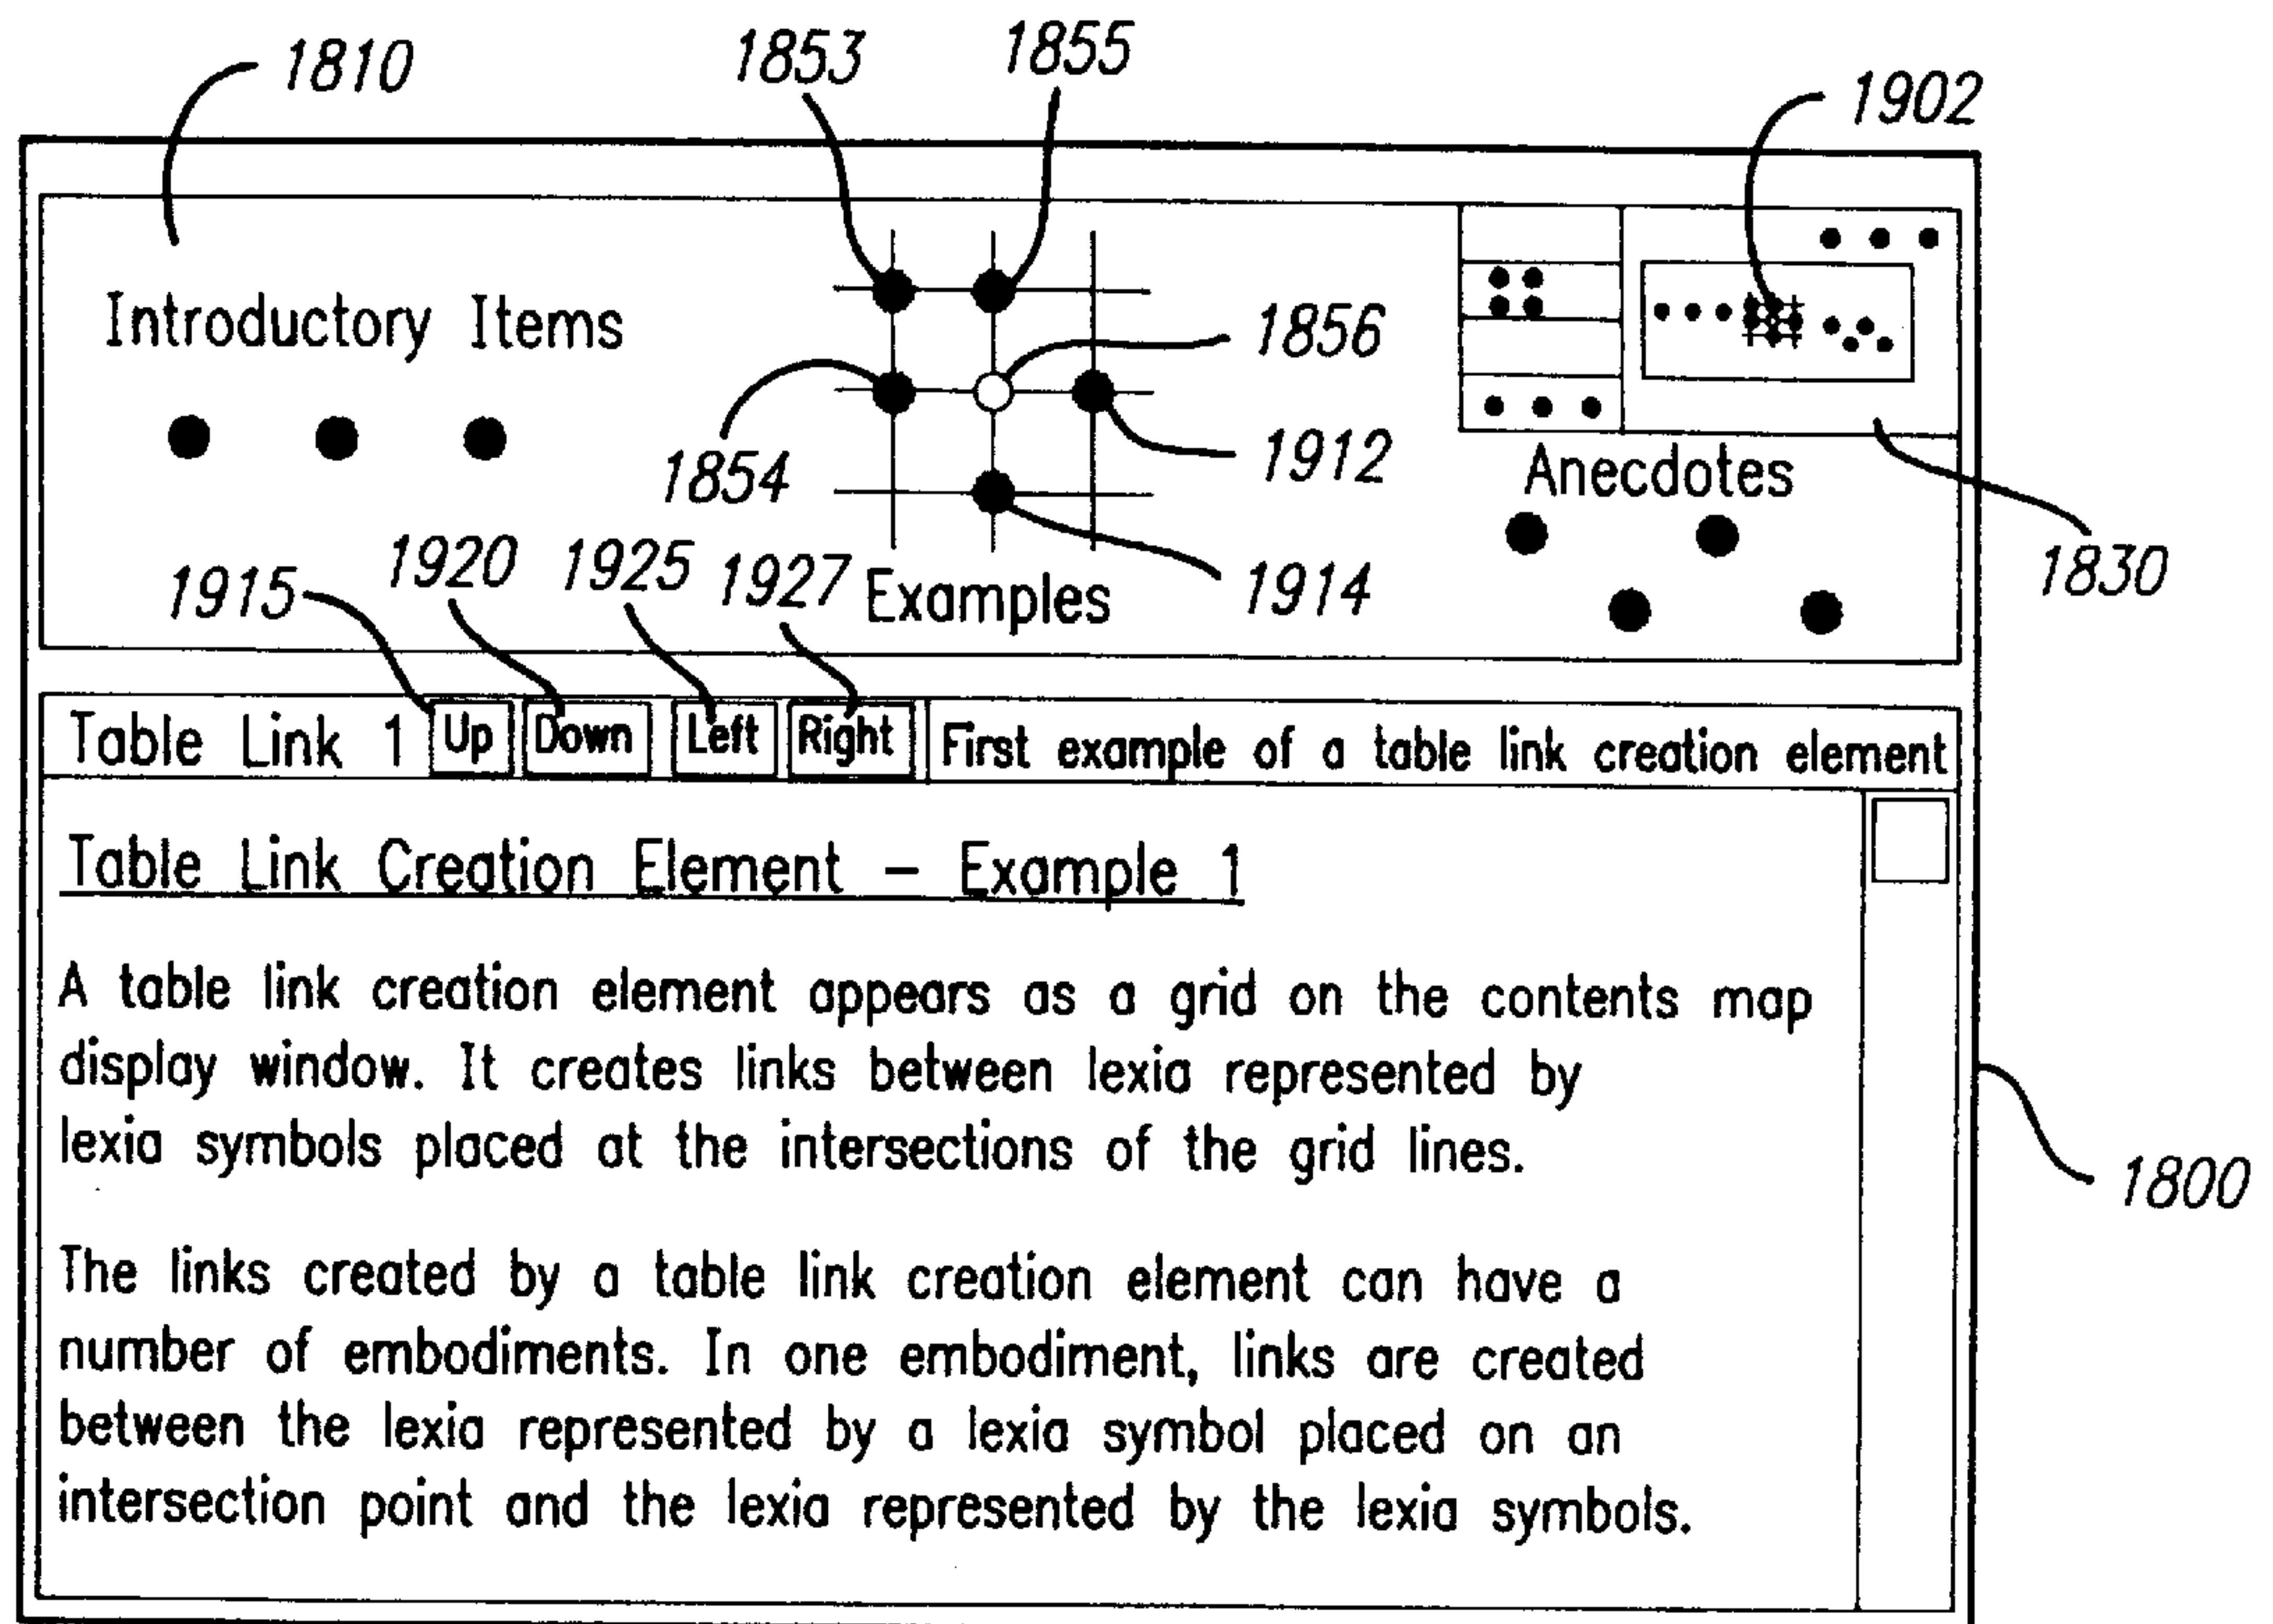 1810
1853
1855
1902
Introductory Items
1856
1854
1912
Anecdotes
1830
1915
1920
1925
1927
Examples
1914
Table Link 1
Up
Down
Left
Right
First example of a table link creation element
Table Link Creation Element – Example 1
A table link creation element appears as a grid on the contents map
display window. It creates links between lexia represented by
lexia symbols placed at the intersections of the grid lines.
1800
The links created by a table link creation element can have a
number of embodiments. In one embodiment, links are created
between the lexia represented by a lexia symbol placed on an
intersection point and the lexia represented by the lexia symbols.